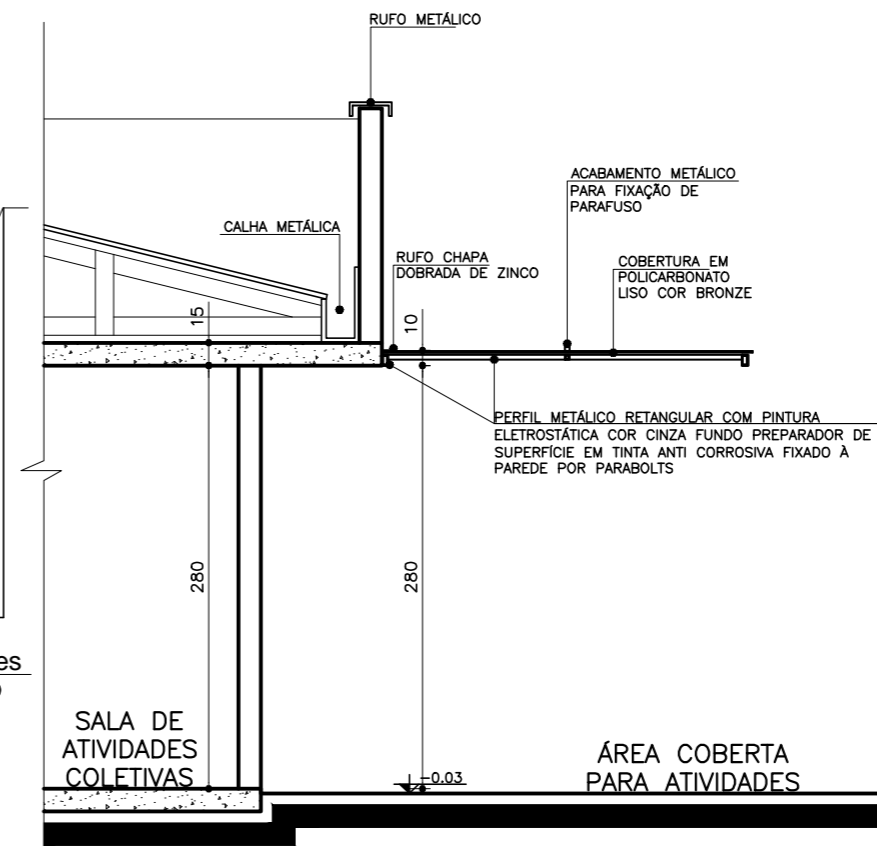 RUFO METÁLICO
ACABAMENTO METÁLICO
PARA FIXAÇÃO DE
PARAFUSO
CALHA METÁLICA
RUFO CHAPA
DOBRADA DE ZINCO
COBERTURA EM
POLICARBONATO
LISO COR BRONZE
15
10
PERFIL METÁLICO RETANGULAR COM PINTURA
ELETROSTÁTICA COR CINZA FUNDO PREPARADOR DE
SUPERFÍCIE EM TINTA ANTI CORROSIVA FIXADO À
PAREDE POR PARABOLTS
280
280
es
SALA DE
ATIVIDADES
COLETIVAS
-0.03
ÁREA COBERTA
PARA ATIVIDADES